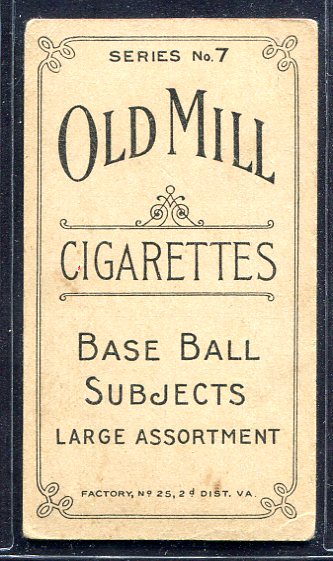 SERIES No. 7
OLD MILL
CIGARETTES
BASE BALL
SUBJECTS
LARGE ASSORTMENT
FACTORY, Nº 25, 2d DIST. VA.